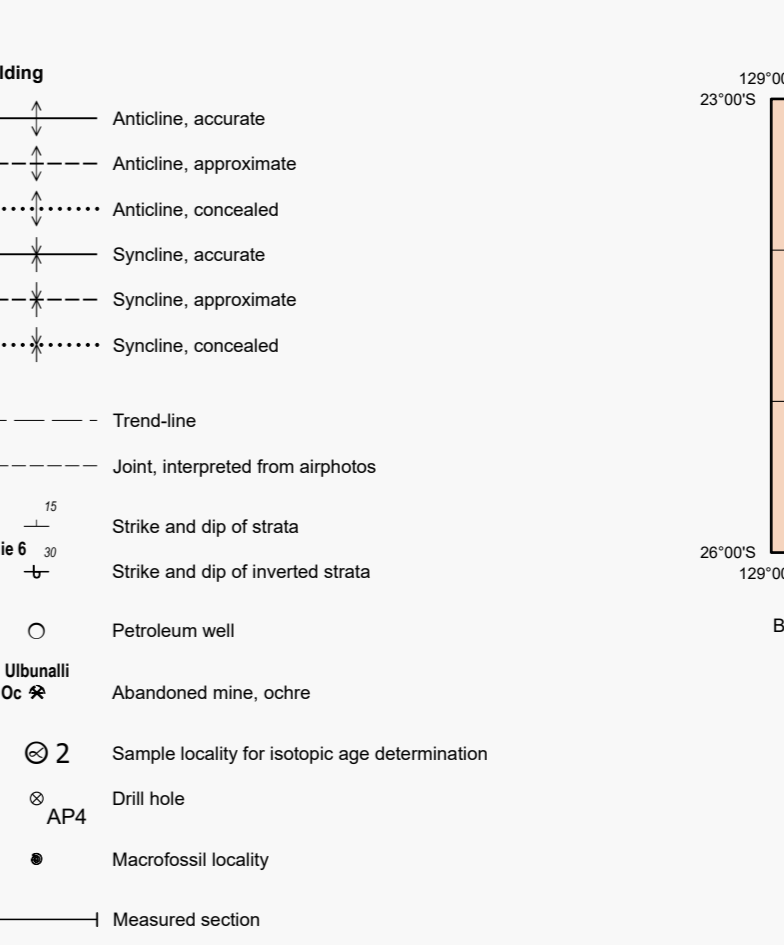 lding
Anticline, accurate
Anticline, approximate
Anticline, concealed
Syncline, accurate
Syncline, approximate
Syncline, concealed
Trend-line
Joint, interpreted from airphotos
15
Strike and dip of strata
ie 6 30
Strike and dip of inverted strata
Petroleum well
Ulbunalli
Oc Abandoned mine, ochre
2 Sample locality for isotopic age determination
Drill hole
AP4
Macrofossil locality
Measured section
129°00
23°00'S
26°00'S
129°00
B